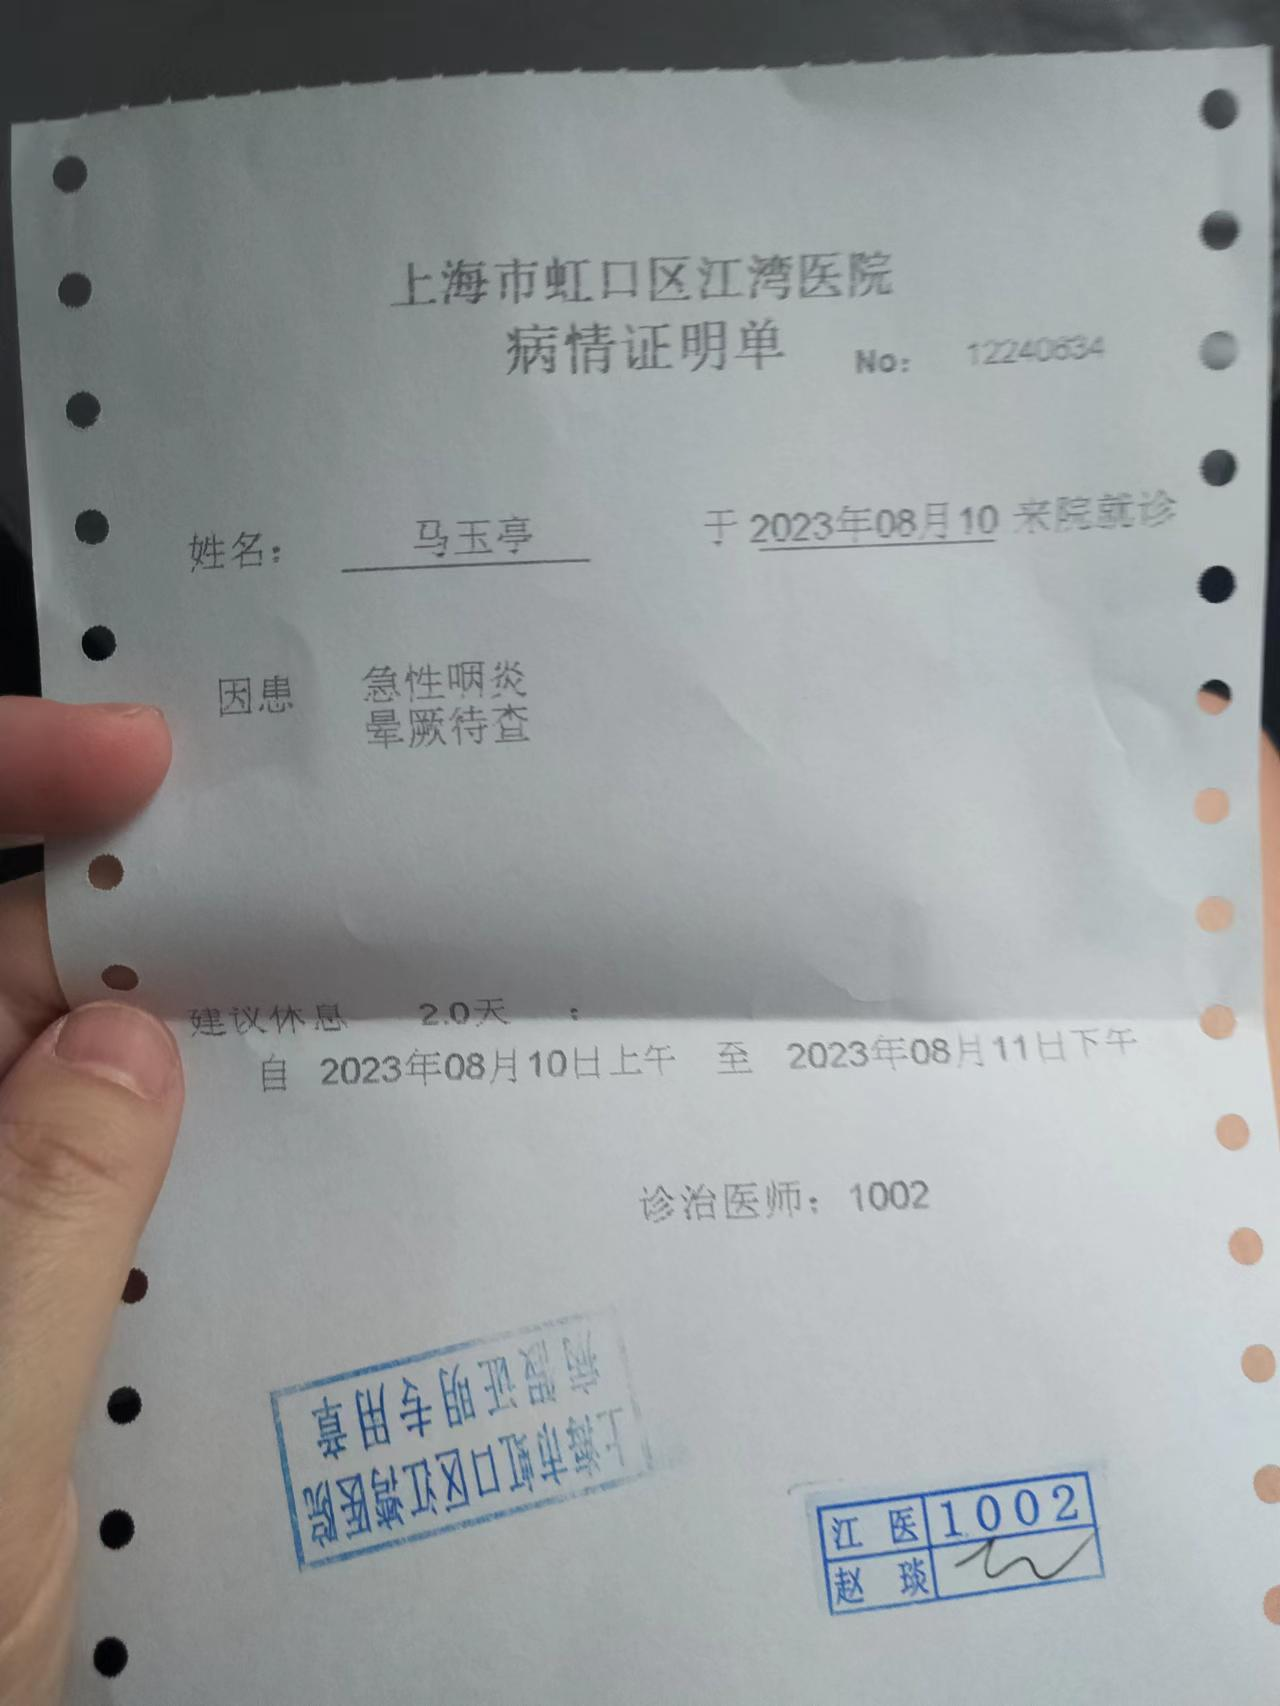 上海市虹口区江湾医院
病情证明单 No: 12240634
姓名: 马玉亭 于 2023年08月10 来院就诊
因患 急性咽炎
晕厥待查
建议休息 2.0天 :
自 2023年08月10日上午 至 2023年08月11日下午
诊治医师: 1002
上海市虹口区江湾医院
病假证明专用章
江医 1002
赵琰